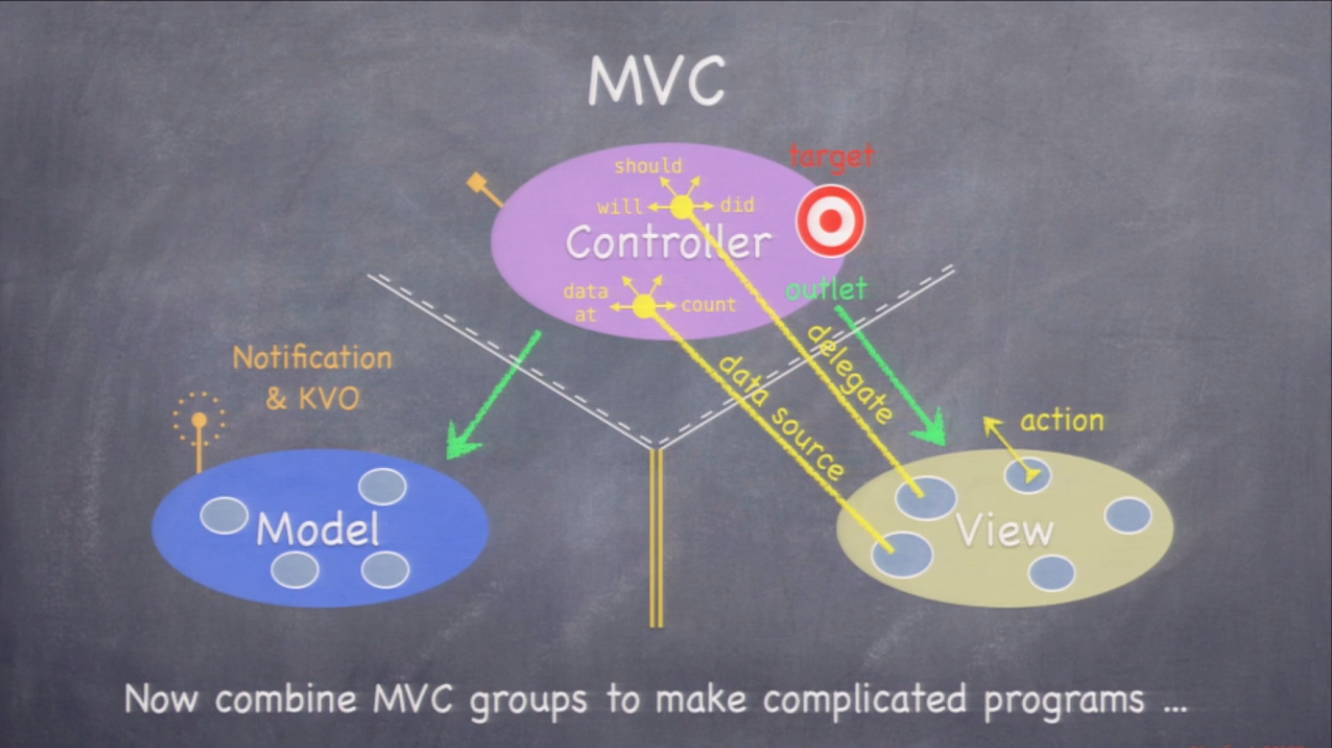 MVC
should
target
will
did
Controller
data
at
count
outlet
delegate
data source
Notification
& KVO
action
Model
View
Now combine MVC groups to make complicated programs ...